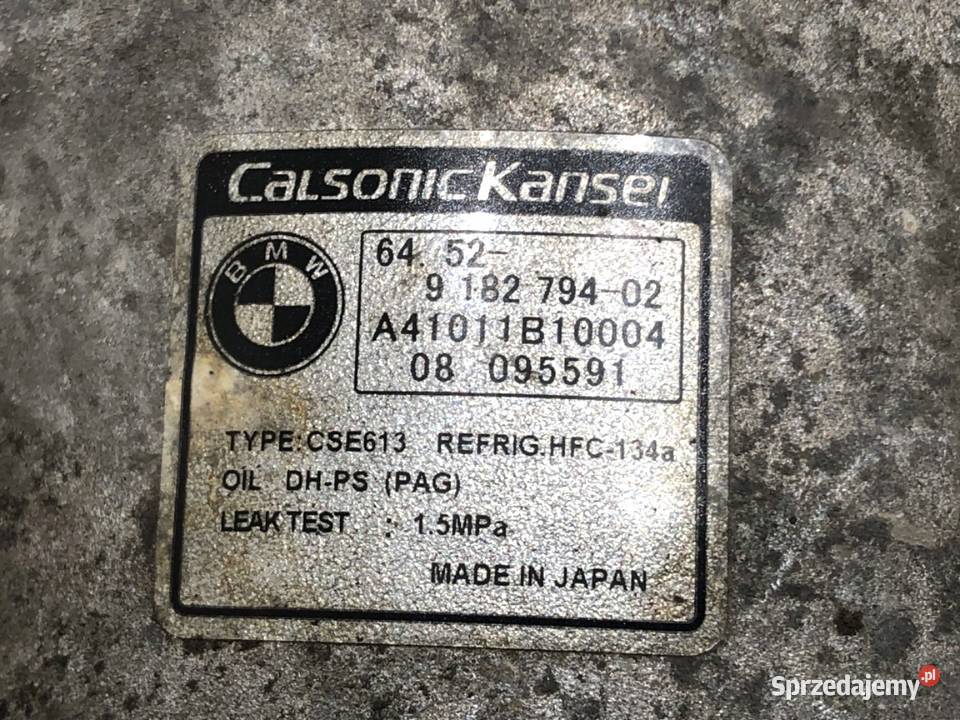 CalsonicKansei
BMW
64. 52-
9 182 794-02
A41011B10004
08 095591
TYPE:CSE613 REFRIG.HFC-134a
OIL DH-PS (PAG)
LEAK TEST : 1.5MPa
MADE IN JAPAN
Sprzedajemy.pl